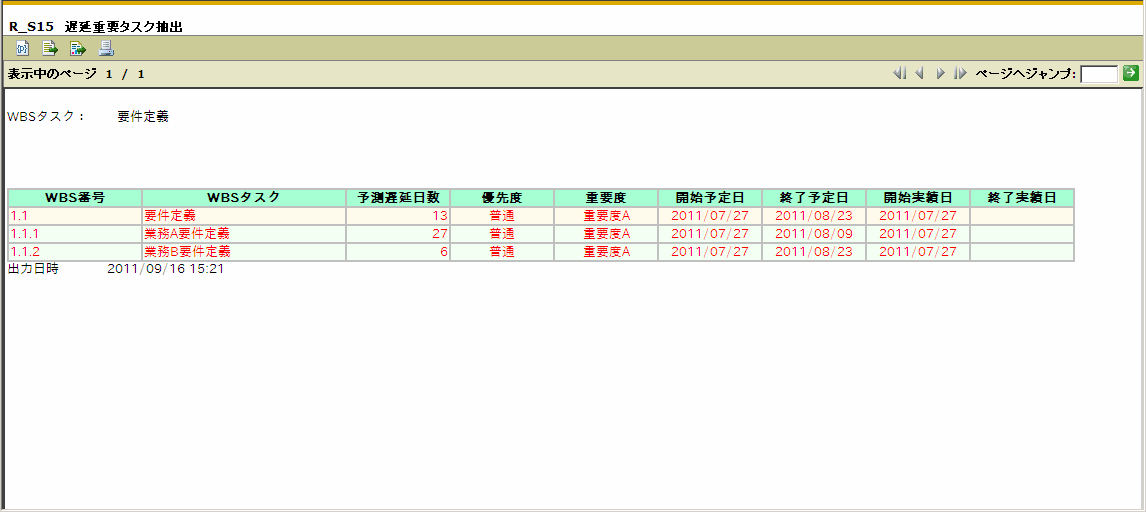 R_S15 遅延重要タスク抽出
表示中のページ 1 / 1 ページへジャンプ:
WBSタスク： 要件定義
WBS番号 WBSタスク 予測遅延日数 優先度 重要度 開始予定日 終了予定日 開始実績日 終了実績日
1.1 要件定義 13 普通 重要度A 2011/07/27 2011/08/23 2011/07/27
1.1.1 業務A要件定義 27 普通 重要度A 2011/07/27 2011/08/09 2011/07/27
1.1.2 業務B要件定義 6 普通 重要度A 2011/07/27 2011/08/23 2011/07/27
出力日時 2011/09/16 15:21